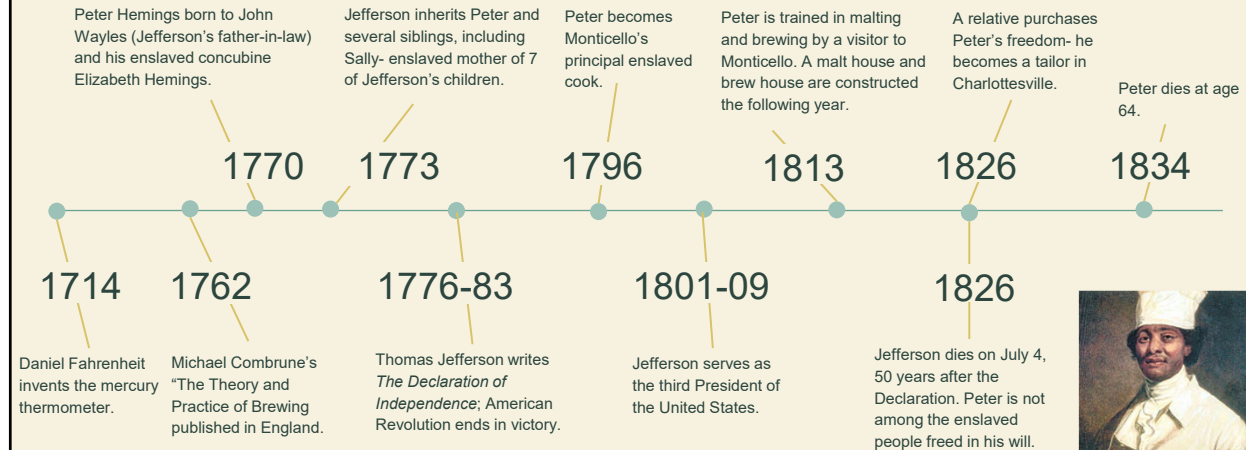 Peter Hemings born to John
Wayles (Jefferson's father-in-law)
and his enslaved concubine
Elizabeth Hemings.
Jefferson inherits Peter and
several siblings, including
Sally- enslaved mother of 7
of Jefferson's children.
Peter becomes
Monticello's
principal enslaved
cook.
Peter is trained in malting
and brewing by a visitor to
Monticello. A malt house and
brew house are constructed
the following year.
A relative purchases
Peter's freedom- he
becomes a tailor in
Charlottesville.
Peter dies at age
64.
1770
1773
1796
1813
1826
1834
1714
1762
1776-83
1801-09
1826
Daniel Fahrenheit
invents the mercury
thermometer.
Michael Combrune's
“The Theory and
Practice of Brewing
published in England.
Thomas Jefferson writes
The Declaration of
Independence; American
Revolution ends in victory.
Jefferson serves as
the third President of
the United States.
Jefferson dies on July 4,
50 years after the
Declaration. Peter is not
among the enslaved
people freed in his will.